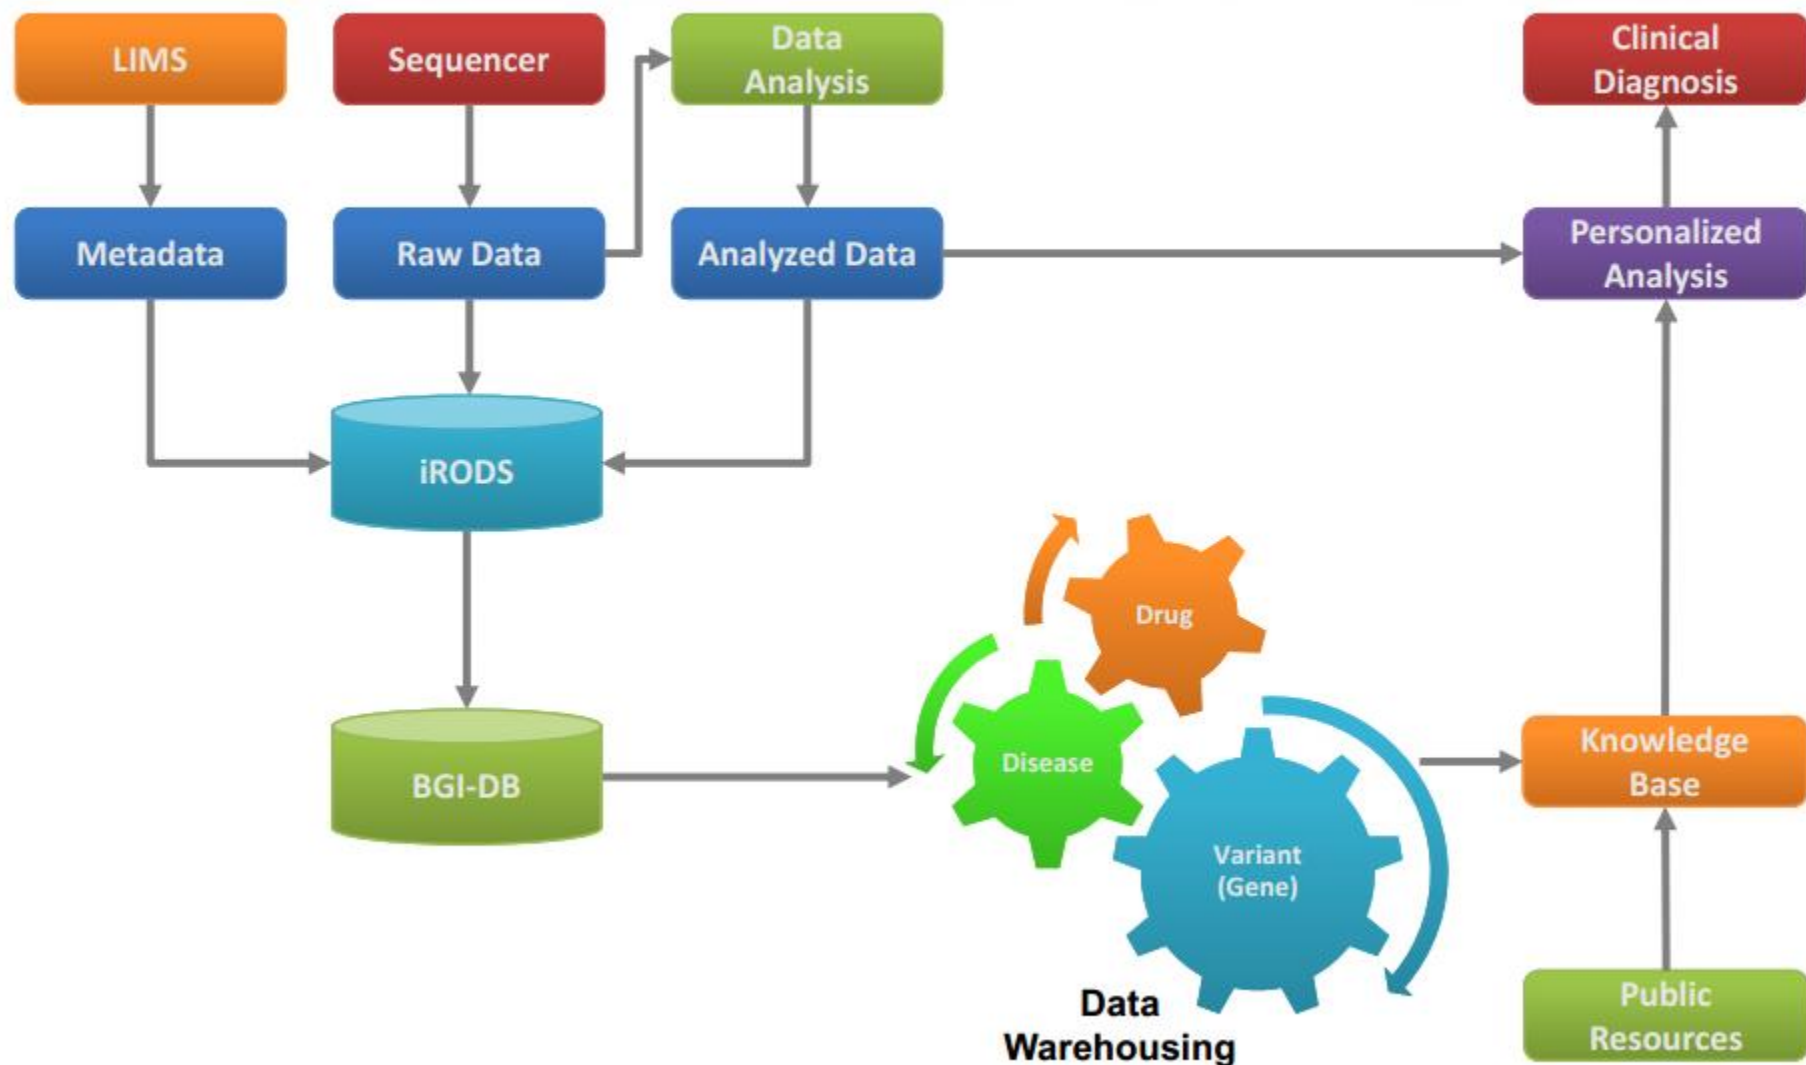 LIMS
Sequencer
Data
Analysis
Clinical
Diagnosis
Metadata
Raw Data
Analyzed Data
Personalized
Analysis
iRODS
Drug
Disease
BGI-DB
Knowledge
Base
Variant
(Gene)
Data
Warehousing
Public
Resources